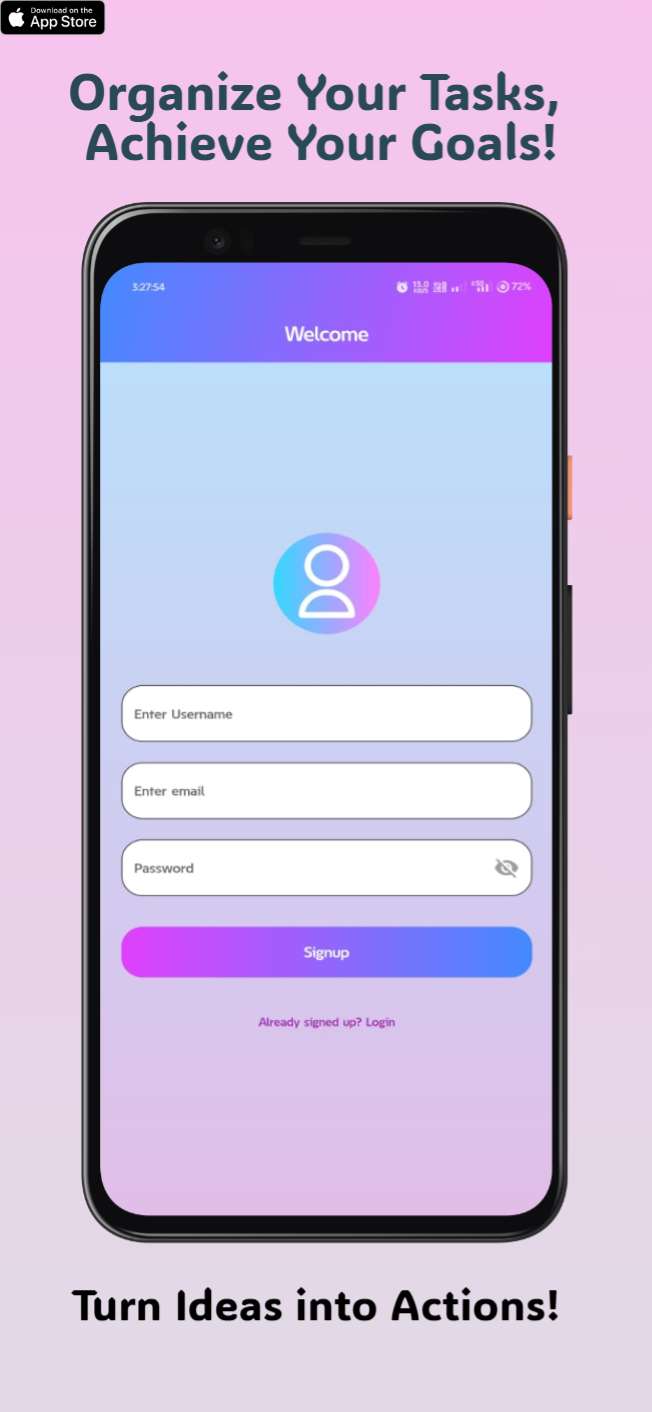 Download on the
App Store
Organize Your Tasks,
Achieve Your Goals!
3:27:54
72%
Welcome
Enter Username
Enter email
Password
Signup
Already signed up? Login
Turn Ideas into Actions!